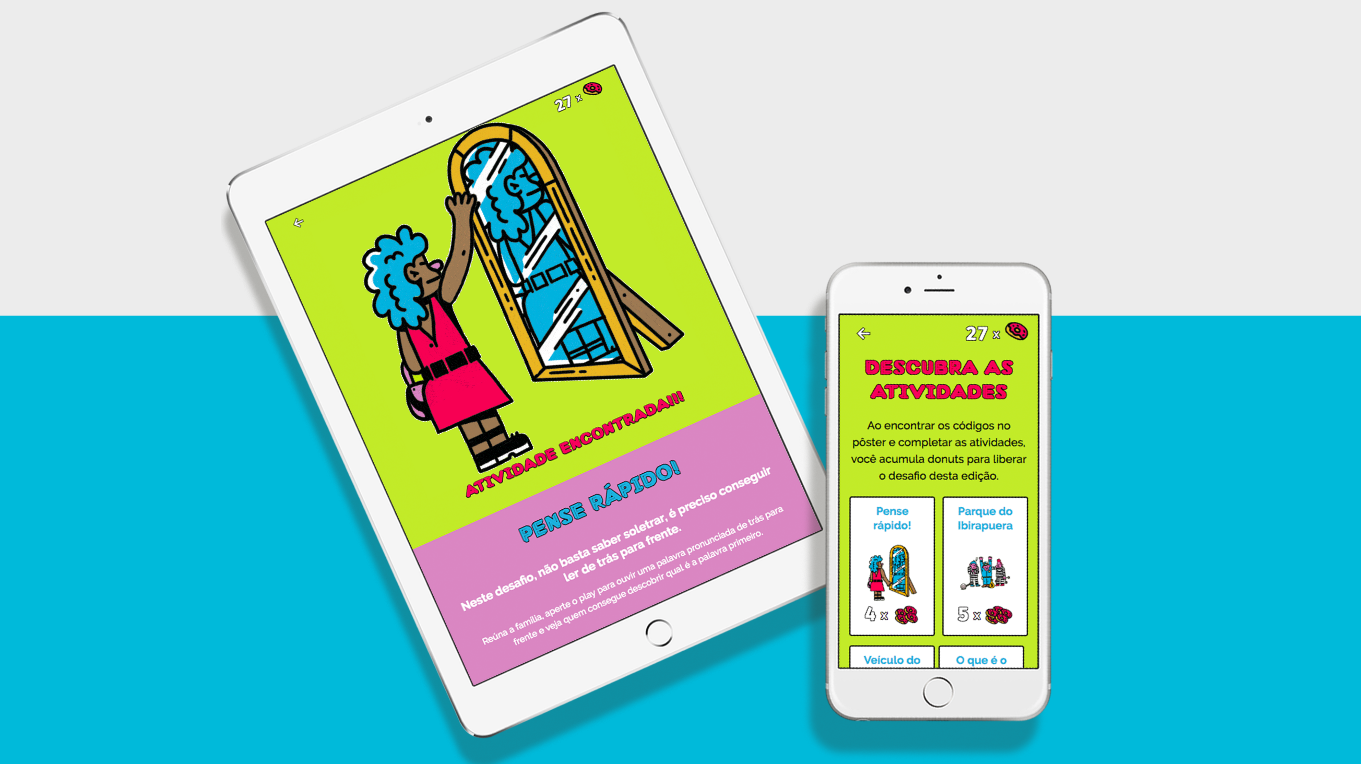 27 x
ATIVIDADE ENCONTRADA!!!
PENSE RÁPIDO!
Neste desafio, não basta saber soletrar, é preciso conseguir
ler de trás para frente.
Reúna a família, aperte o play para ouvir uma palavra pronunciada de trás para
frente e veja quem consegue descobrir qual é a palavra primeiro.
27 x
DESCUBRA AS
ATIVIDADES
Ao encontrar os códigos no
pôster e completar as atividades,
você acumula donuts para liberar
o desafio desta edição.
Pense
rápido!
4 x
Parque do
Ibirapuera
5 x
Veículo do
O que é o